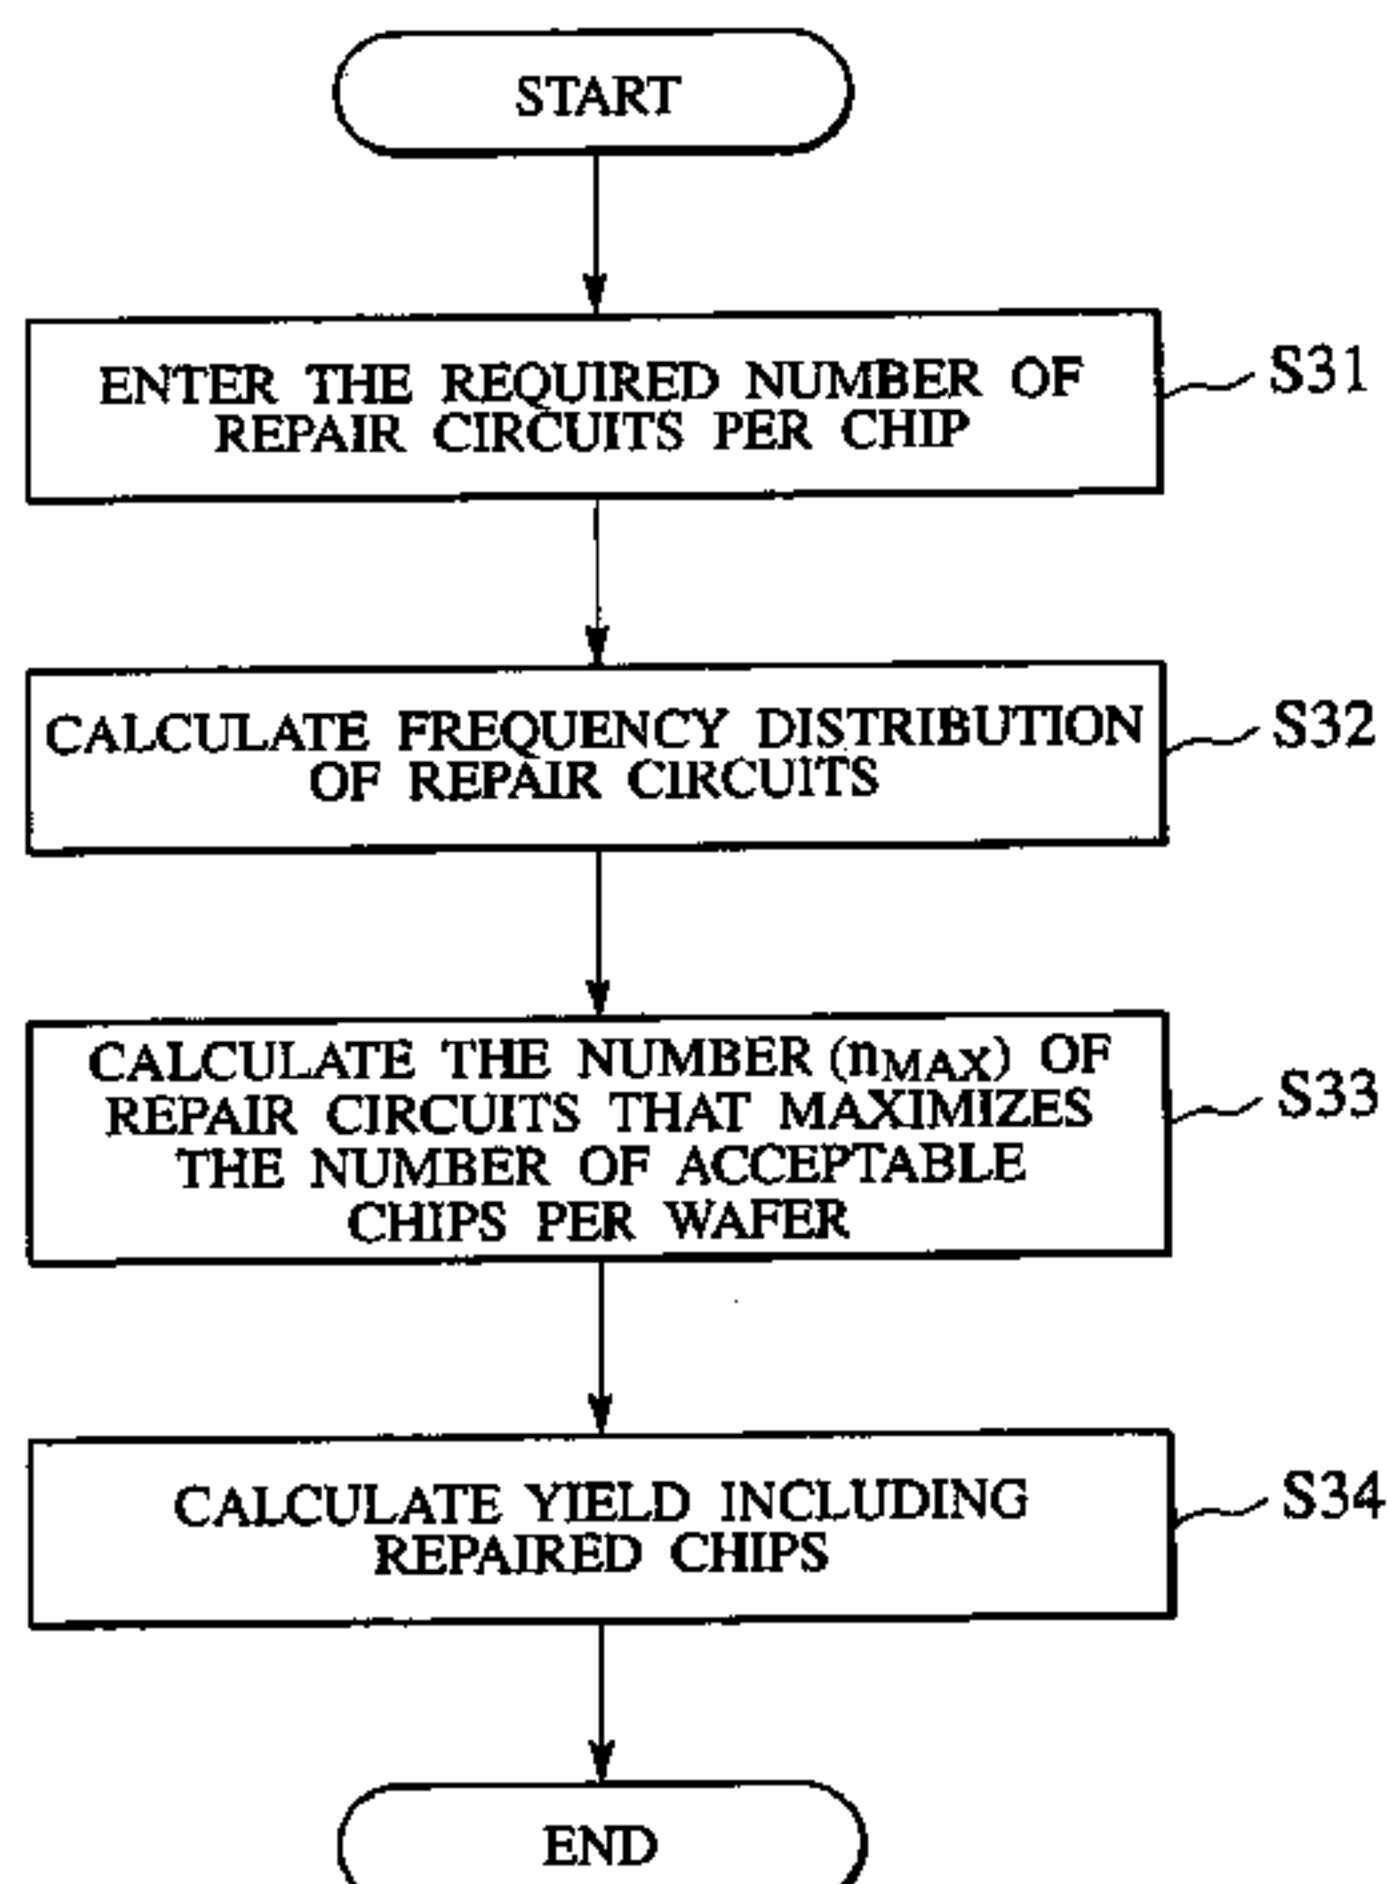 START
ENTER THE REQUIRED NUMBER OF
REPAIR CIRCUITS PER CHIP
S31
CALCULATE FREQUENCY DISTRIBUTION
OF REPAIR CIRCUITS
S32
CALCULATE THE NUMBER (nMAX) OF
REPAIR CIRCUITS THAT MAXIMIZES
THE NUMBER OF ACCEPTABLE
CHIPS PER WAFER
S33
CALCULATE YIELD INCLUDING
REPAIRED CHIPS
S34
END